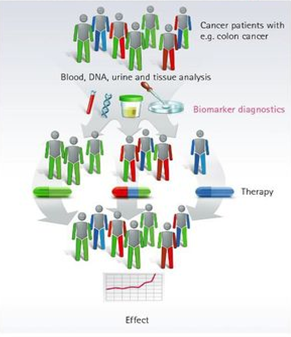 Cancer patients with
e.g. colon cancer
Blood, DNA, urine and tissue analysis
Biomarker diagnostics
Therapy
Effect